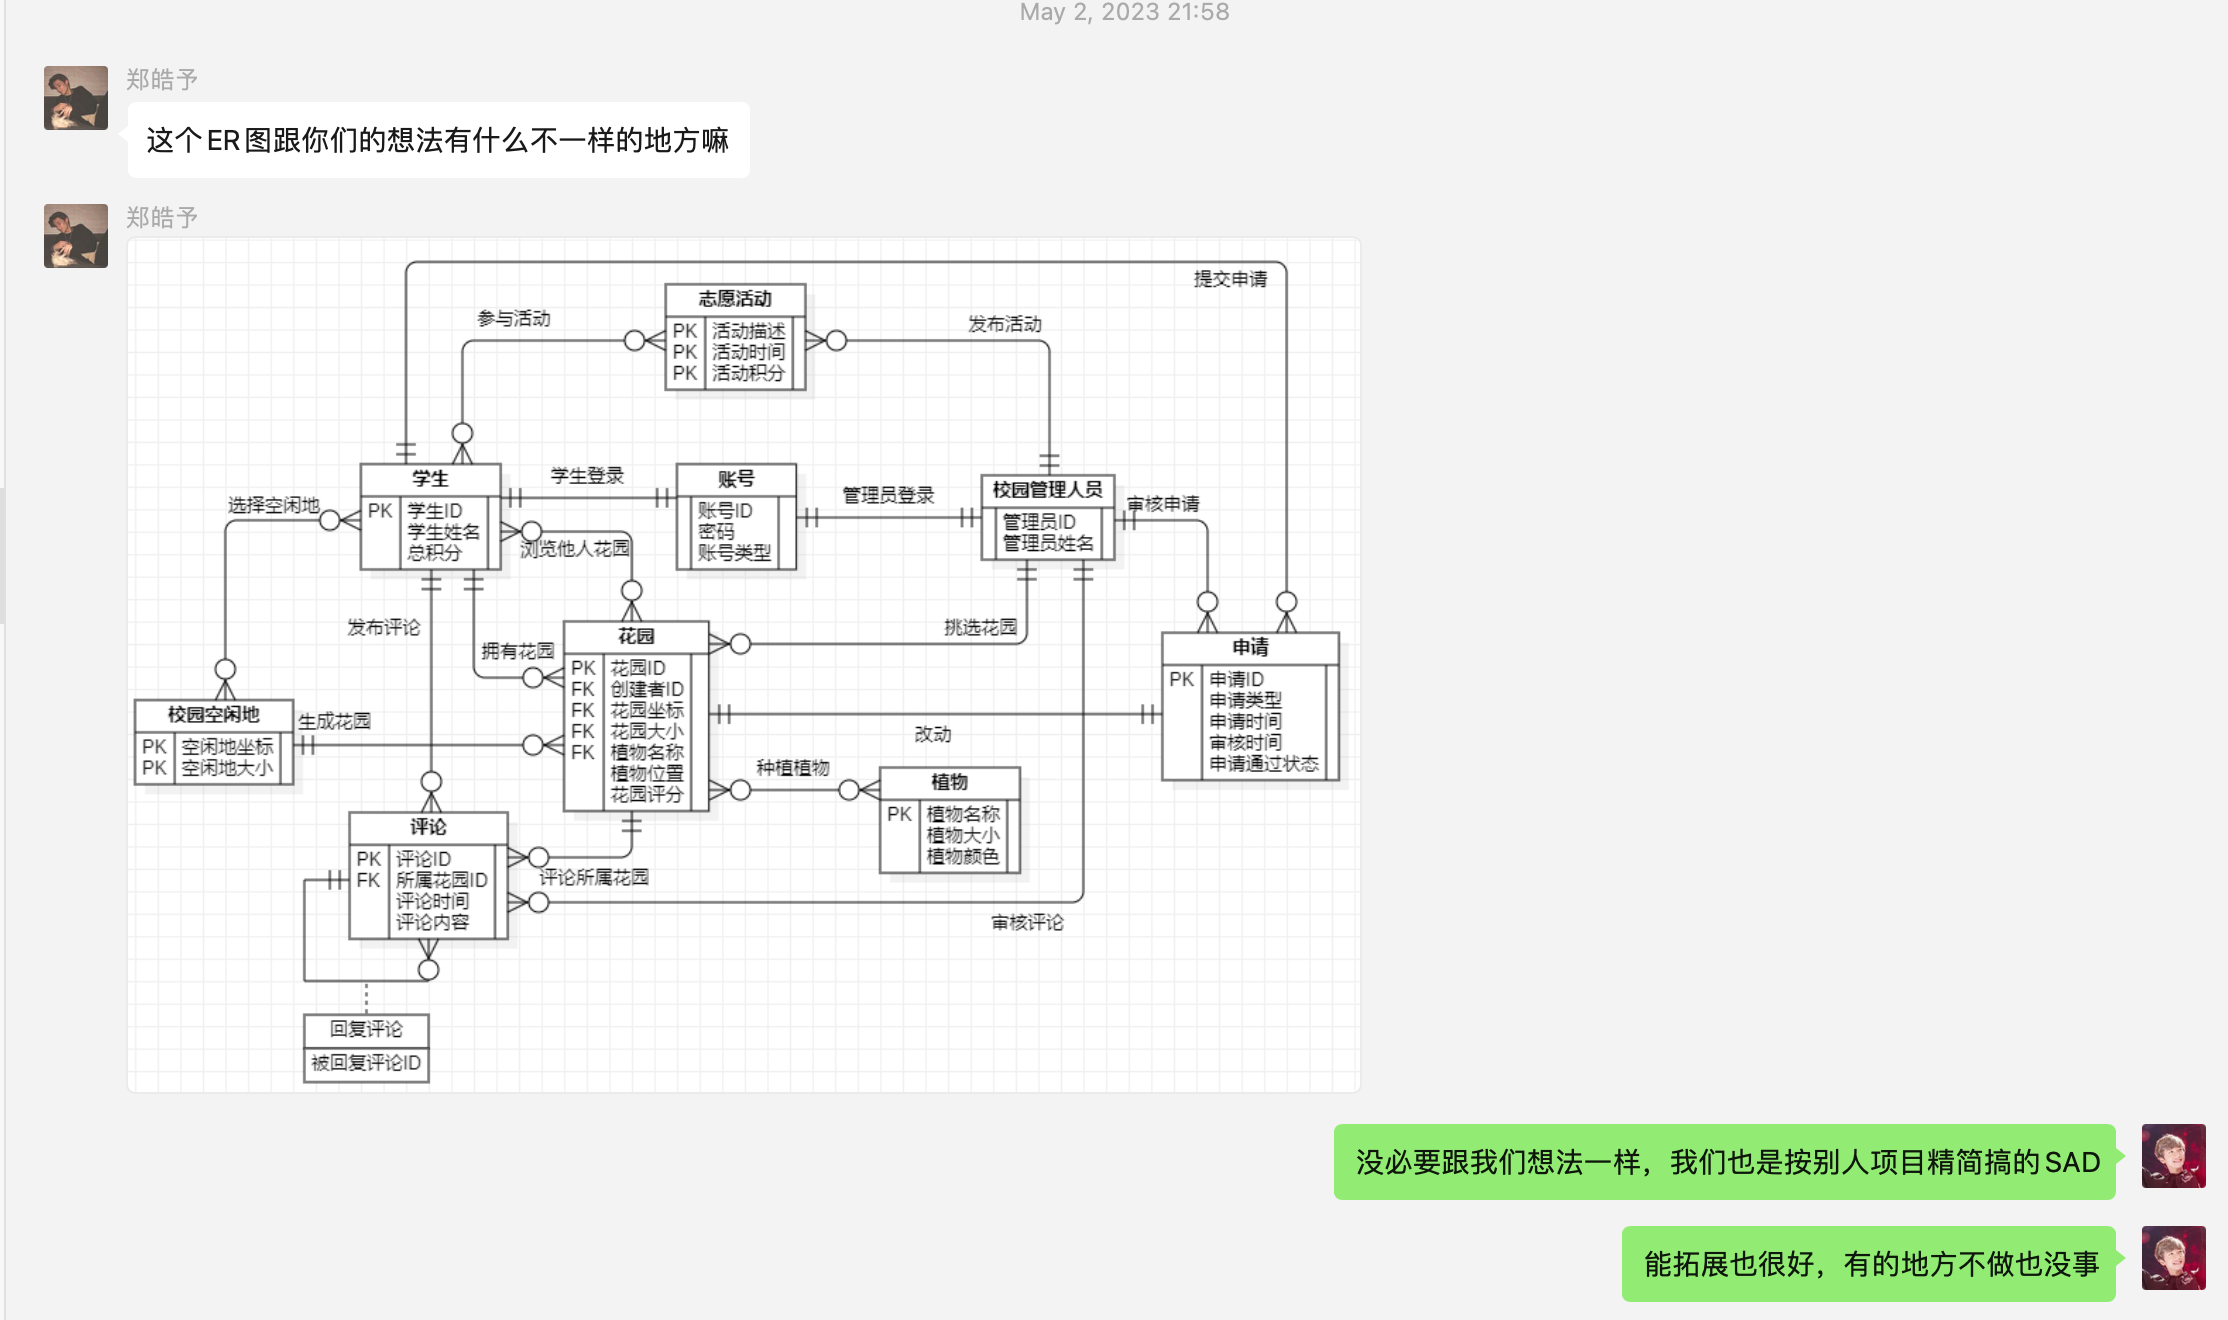 May 2, 2023 21:58
郑皓予
这个ER图跟你们的想法有什么不一样的地方嘛
郑皓予
提交申请
志愿活动
PK 活动描述
PK 活动时间
PK 活动积分
参与活动
发布活动
学生
PK 学生ID
学生姓名
总积分
学生登录
账号
账号ID
密码
账号类型
管理员登录
校园管理人员
管理员ID
管理员姓名
审核申请
选择空闲地
浏览他人花园
发布评论
拥有花园
花园
PK 花园ID
FK 创建者ID
FK 花园坐标
FK 花园大小
FK 植物名称
植物位置
花园评分
挑选花园
申请
PK 申请ID
申请类型
申请时间
审核时间
申请通过状态
校园空闲地
PK 空闲地坐标
PK 空闲地大小
生成花园
改动
种植植物
植物
PK 植物名称
植物大小
植物颜色
评论
PK 评论ID
FK 所属花园ID
评论时间
评论内容
评论所属花园
审核评论
回复评论
被回复评论ID
没必要跟我们想法一样，我们也是按别人项目精简搞的SAD
能拓展也很好，有的地方不做也没事